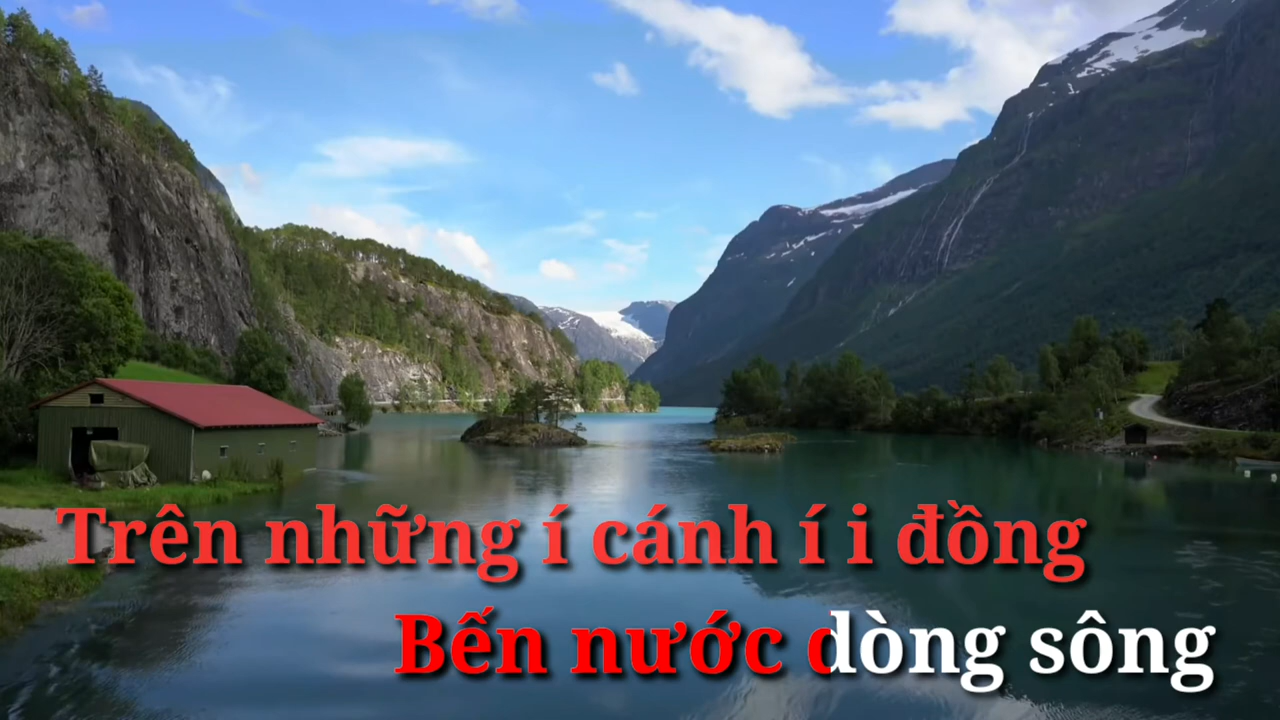 Trên những í cánh í i đồng
Bến nước dòng sông